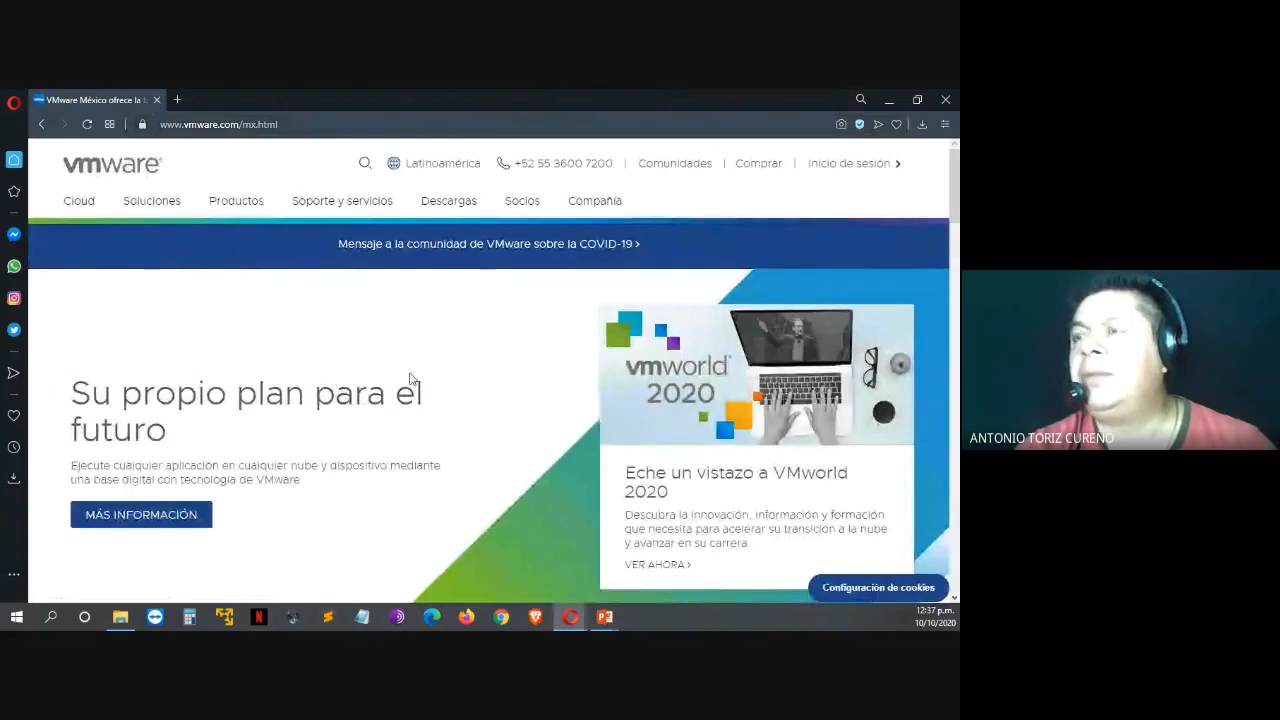 VMware México ofrece la
www.vmware.com/mx.html
vmware
Latinoamérica
+52 55 3600 7200
Comunidades
Comprar
Inicio de sesión
Cloud
Soluciones
Productos
Soporte y servicios
Descargas
Socios
Compañía
Mensaje a la comunidad de VMware sobre la COVID-19
Su propio plan para el
futuro
Ejecute cualquier aplicación en cualquier nube y dispositivo mediante
una base digital con tecnología de VMware
MÁS INFORMACIÓN
vmworld
2020
Eche un vistazo a VMworld
2020
Descubra la innovación, información y formación
que necesita para acelerar su transición a la nube
y avanzar en su carrera
VER AHORA
Configuración de cookies
12:37 p.m.
10/10/2020
ANTONIO TORIZ CUREÑO